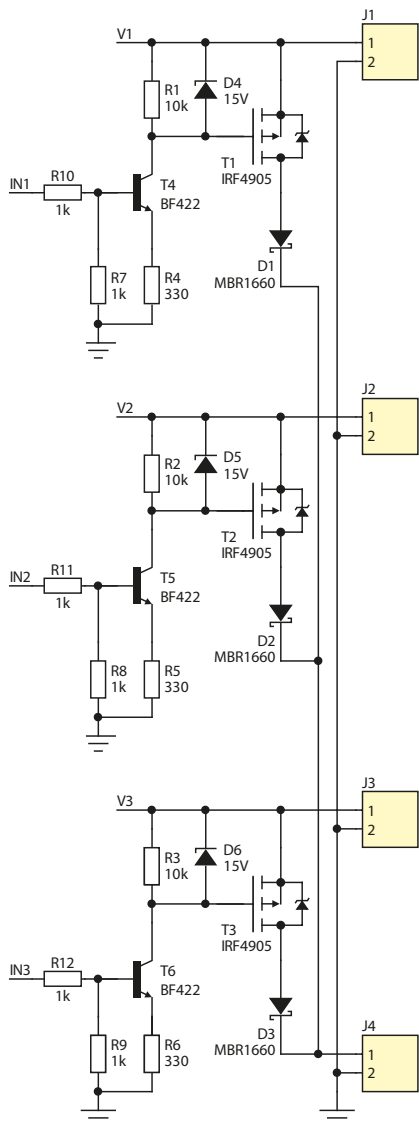 J1
V1
1
2
R1
10k
D4
15V
T1
IRF4905
IN1
R10
1k
T4
BF422
R7
1k
R4
330
D1
MBR1660
J2
V2
1
2
R2
10k
D5
15V
T2
IRF4905
IN2
R11
1k
T5
BF422
R8
1k
R5
330
D2
MBR1660
J3
V3
1
2
R3
10k
D6
15V
T3
IRF4905
IN3
R12
1k
T6
BF422
R9
1k
R6
330
D3
MBR1660
J4
1
2